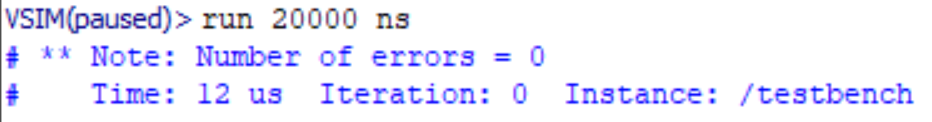 VSIM(paused)> run 20000 ns
# ** Note: Number of errors = 0
#    Time: 12 us  Iteration: 0  Instance: /testbench